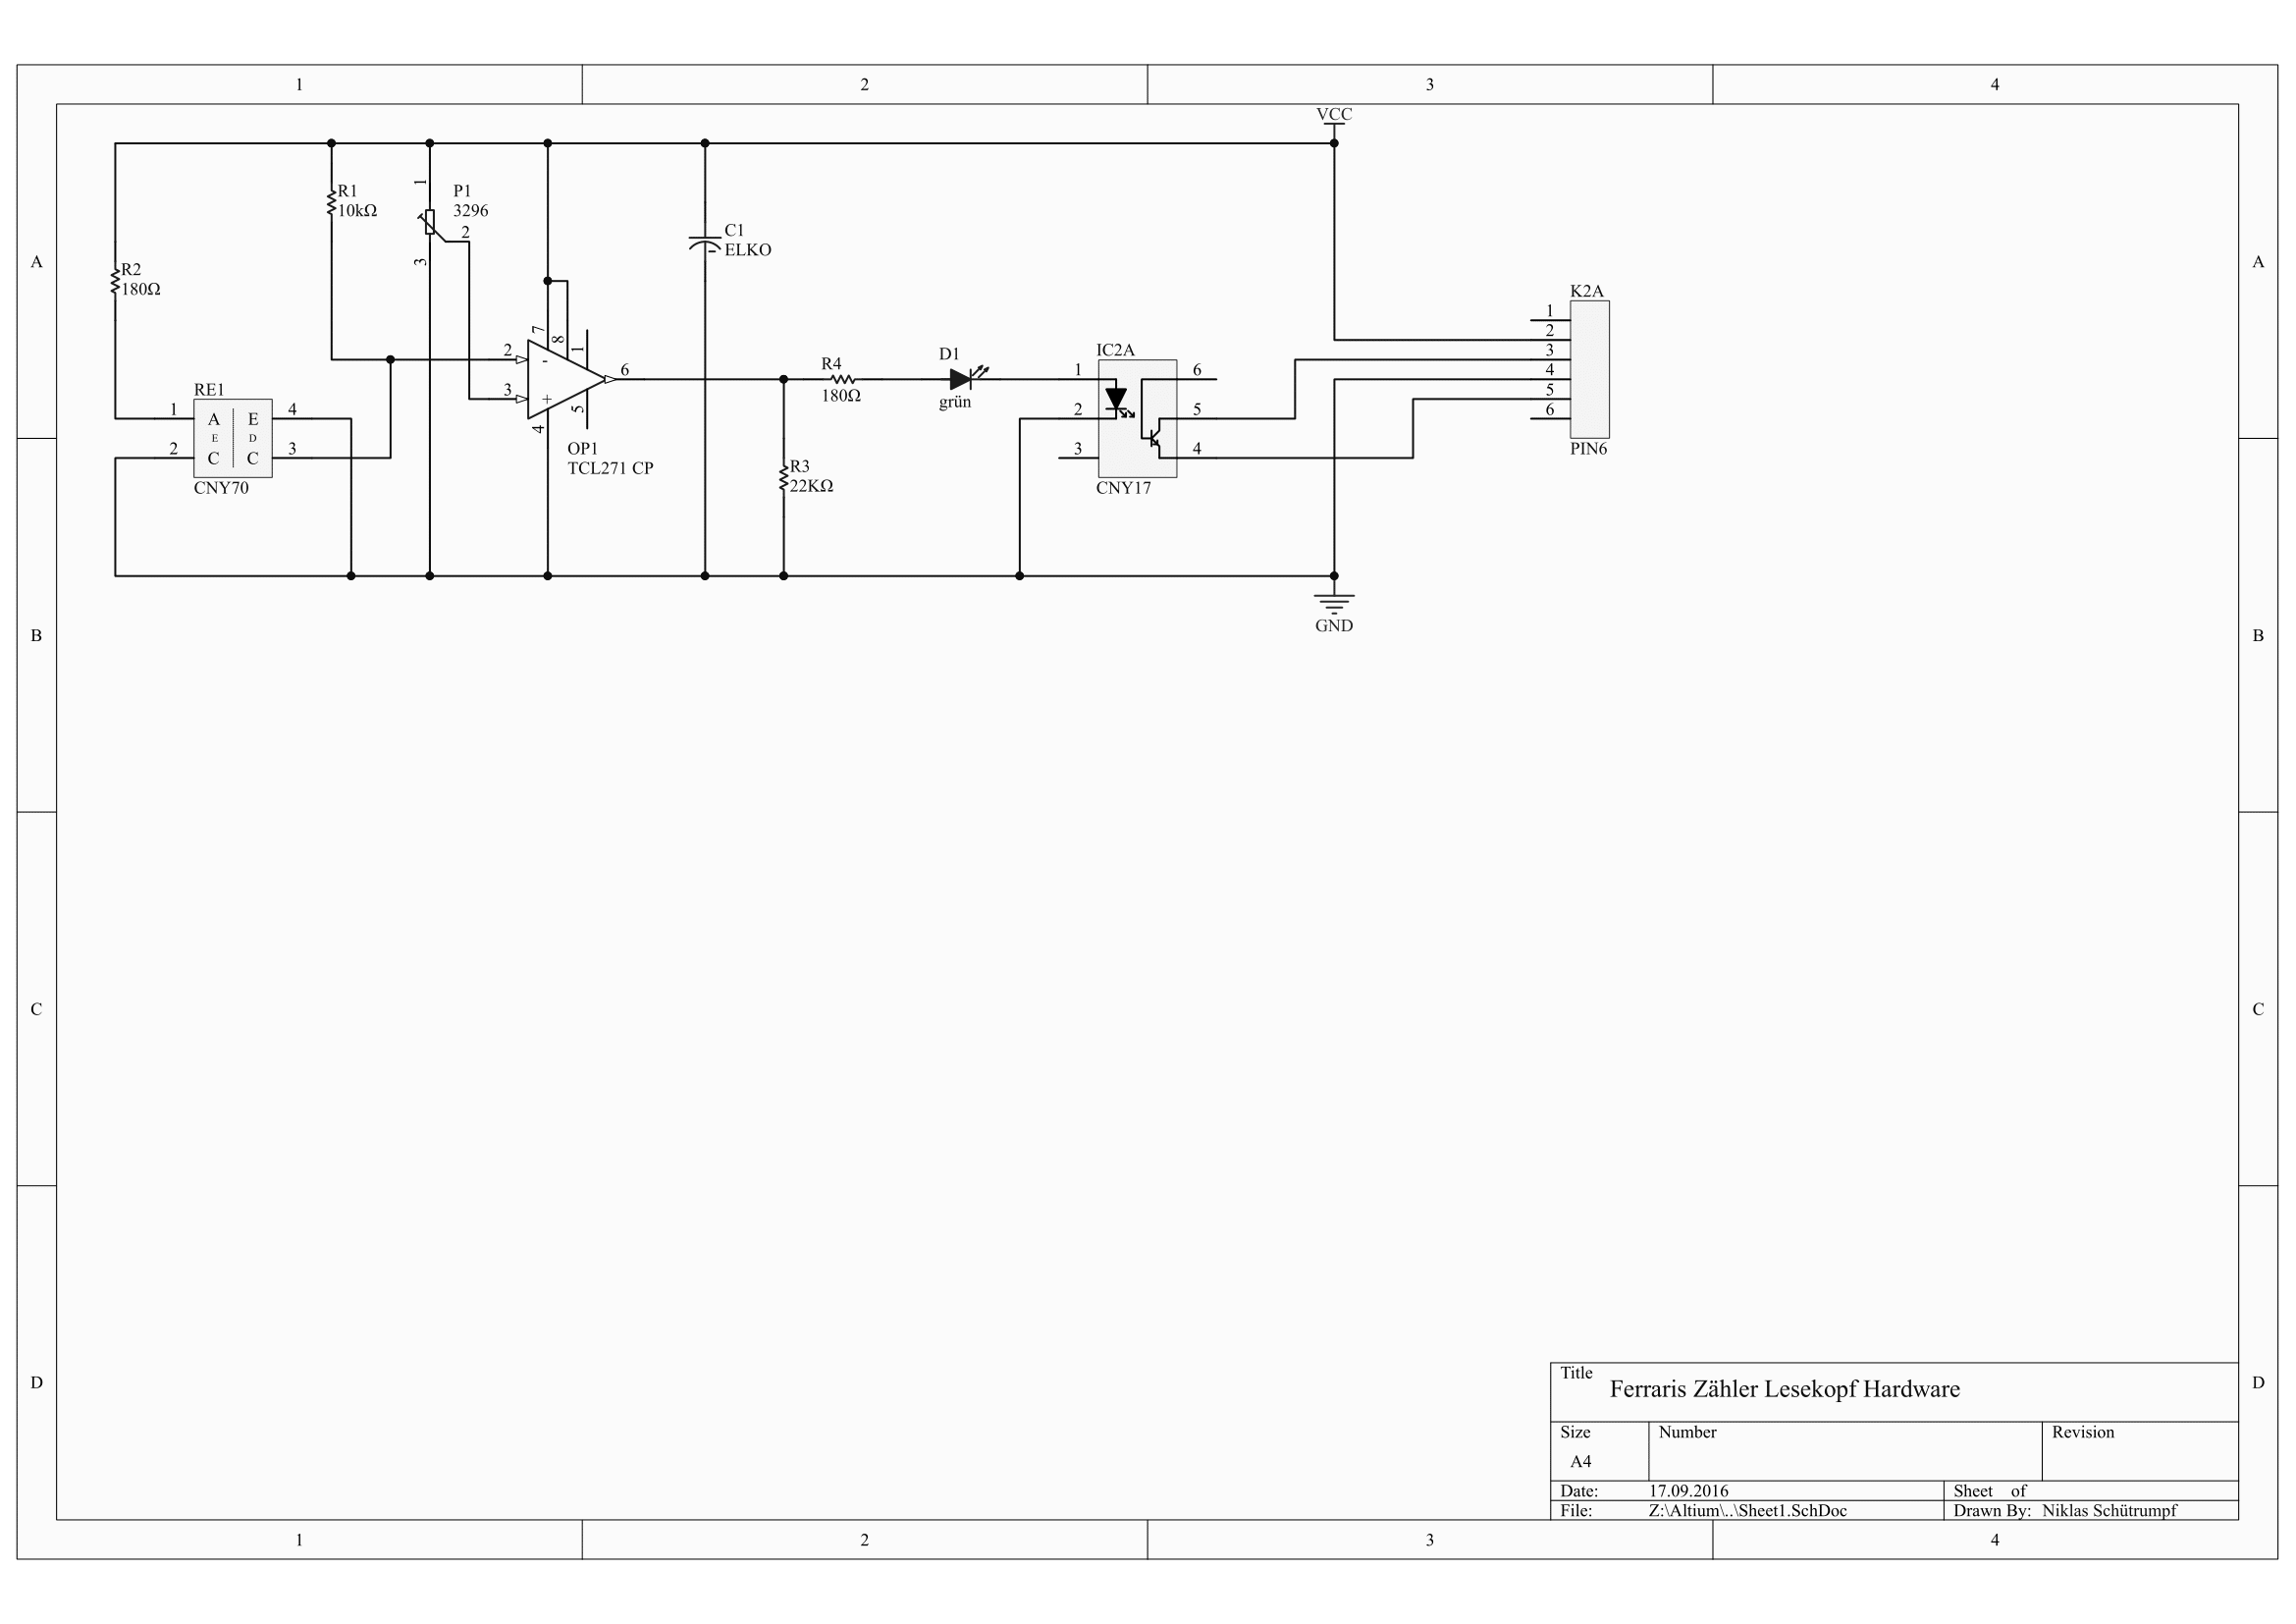 1 2 3 4
VCC
R1
10kΩ
1
P1
3296
2
3
C1
ELKO
A
A
R2
180Ω
K2A
1
2
3
4
5
6
PIN6
7
8
1
2
-
3
+
6
5
4
OP1
TCL271 CP
R4
180Ω
D1
grün
IC2A
1
2
3
6
5
4
CNY17
RE1
1
2
A E
E D
C C
4
3
CNY70
R3
22KΩ
GND
B
B
C
C
D
D
Title
Ferraris Zähler Lesekopf Hardware
Size
A4
Number
Revision
Date: 17.09.2016
Sheet of
File: Z:\Altium\..\Sheet1.SchDoc
Drawn By: Niklas Schütrumpf
1 2 3 4